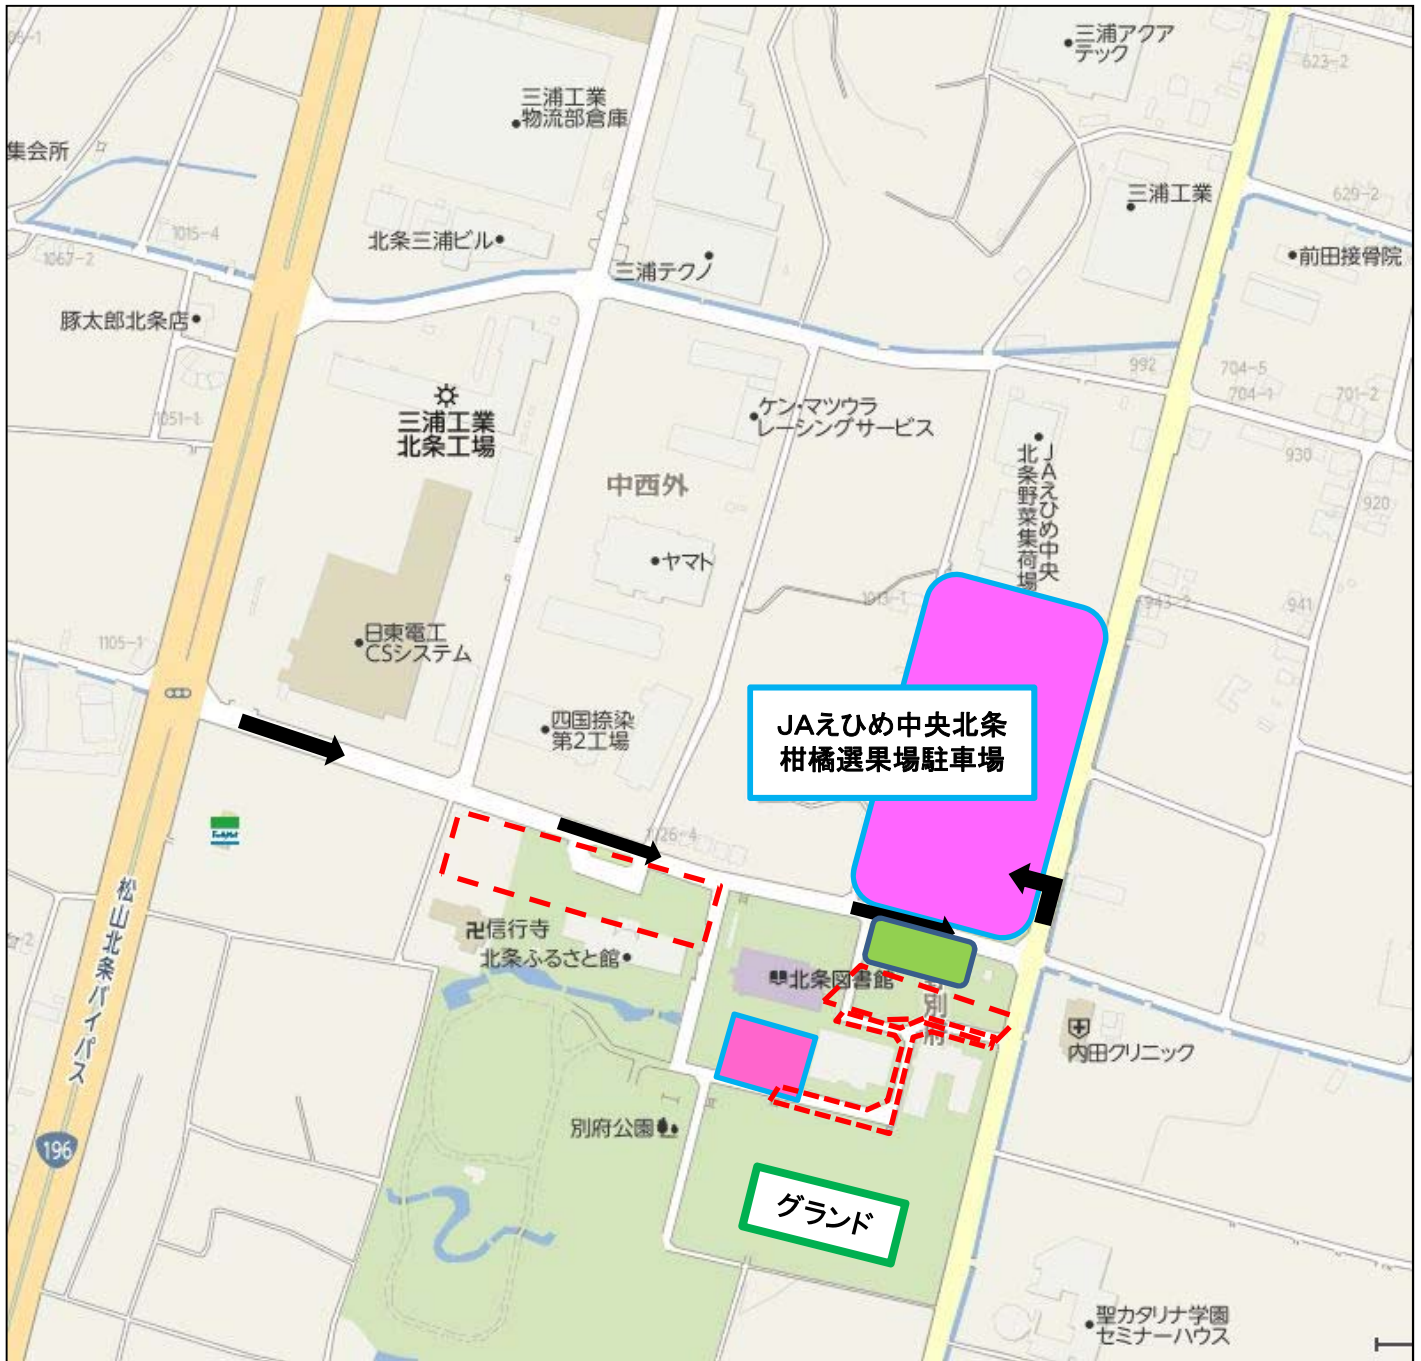 三浦アクア
テック
623-2
三浦工業
物流部倉庫
集会所
三浦工業
629-2
1015-4
北条三浦ビル
前田接骨院
1067-2
三浦テクノ
豚太郎北条店
992
704-5
704-1
701-2
1051-1
三浦工業
北条工場
ケン・マツウラ
レーシングサービス
JAえひめ中央
北条野菜集荷場
930
中西外
920
ヤマト
1013-1
943-2
941
1105-1
日東電工
CSシステム
四国捺染
第2工場
JAえひめ中央北条
柑橘選果場駐車場
1126-4
FamilyMart
松山北条バイパス
卍信行寺
北条ふるさと館
北条図書館
別府
内田クリニック
別府公園
196
グランド
聖カタリナ学園
セミナーハウス